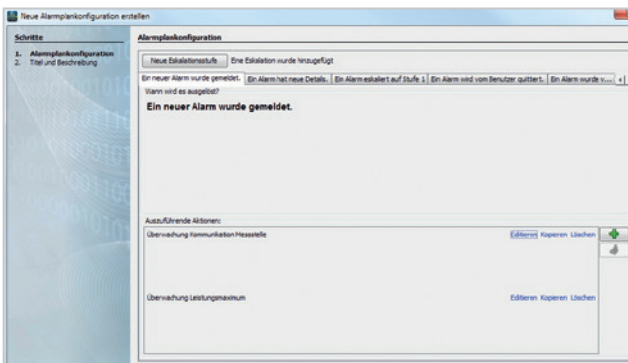 Neue Alarmplankonfiguration erstellen
Schritte
1. Alarmplankonfiguration
2. Titel und Beschreibung
Alarmplankonfiguration
Neue Eskalationsstufe Eine Eskalation wurde hinzugefügt
Ein neuer Alarm wurde gemeldet. Ein Alarm hat neue Details. Ein Alarm eskaliert auf Stufe 1 Ein Alarm wird vom Benutzer quittiert. Ein Alarm wurde v...
Wann wird es ausgelöst?
Ein neuer Alarm wurde gemeldet.
Auszuführende Aktionen:
Überwachung Kommunikation Messstelle Editieren Kopieren Löschen
Überwachung Leistungsmaximum Editieren Kopieren Löschen